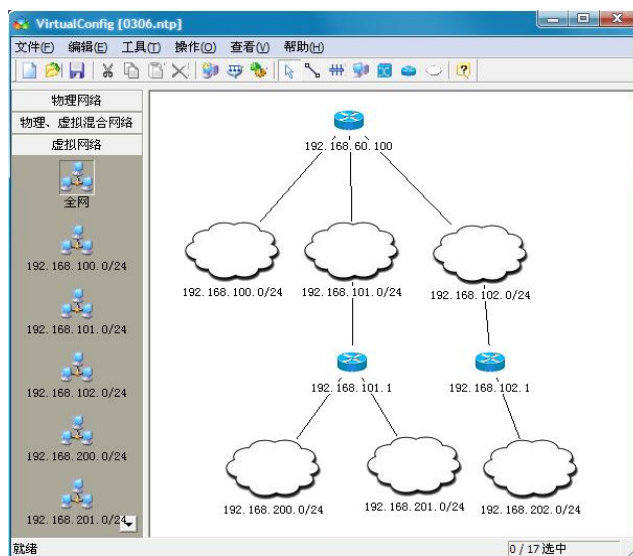 VirtualConfig [0306.ntp]
文件(F) 编辑(E) 工具(T) 操作(O) 查看(V) 帮助(H)
物理网络
物理、虚拟混合网络
虚拟网络
全网
192.168.100.0/24
192.168.101.0/24
192.168.102.0/24
192.168.200.0/24
192.168.201.0/24
192.168.60.100
192.168.100.0/24
192.168.101.0/24
192.168.102.0/24
192.168.101.1
192.168.102.1
192.168.200.0/24
192.168.201.0/24
192.168.202.0/24
就绪
0 / 17选中